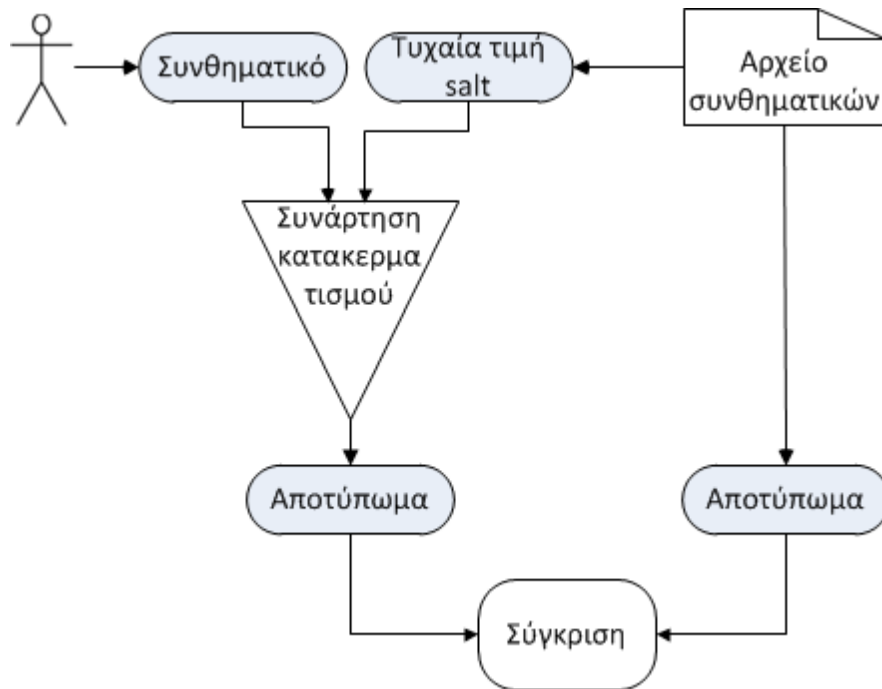 Συνθηματικό
Τυχαία τιμή
salt
Αρχείο
συνθηματικών
Συνάρτηση
κατακερμα
τισμού
Αποτύπωμα
Αποτύπωμα
Σύγκριση